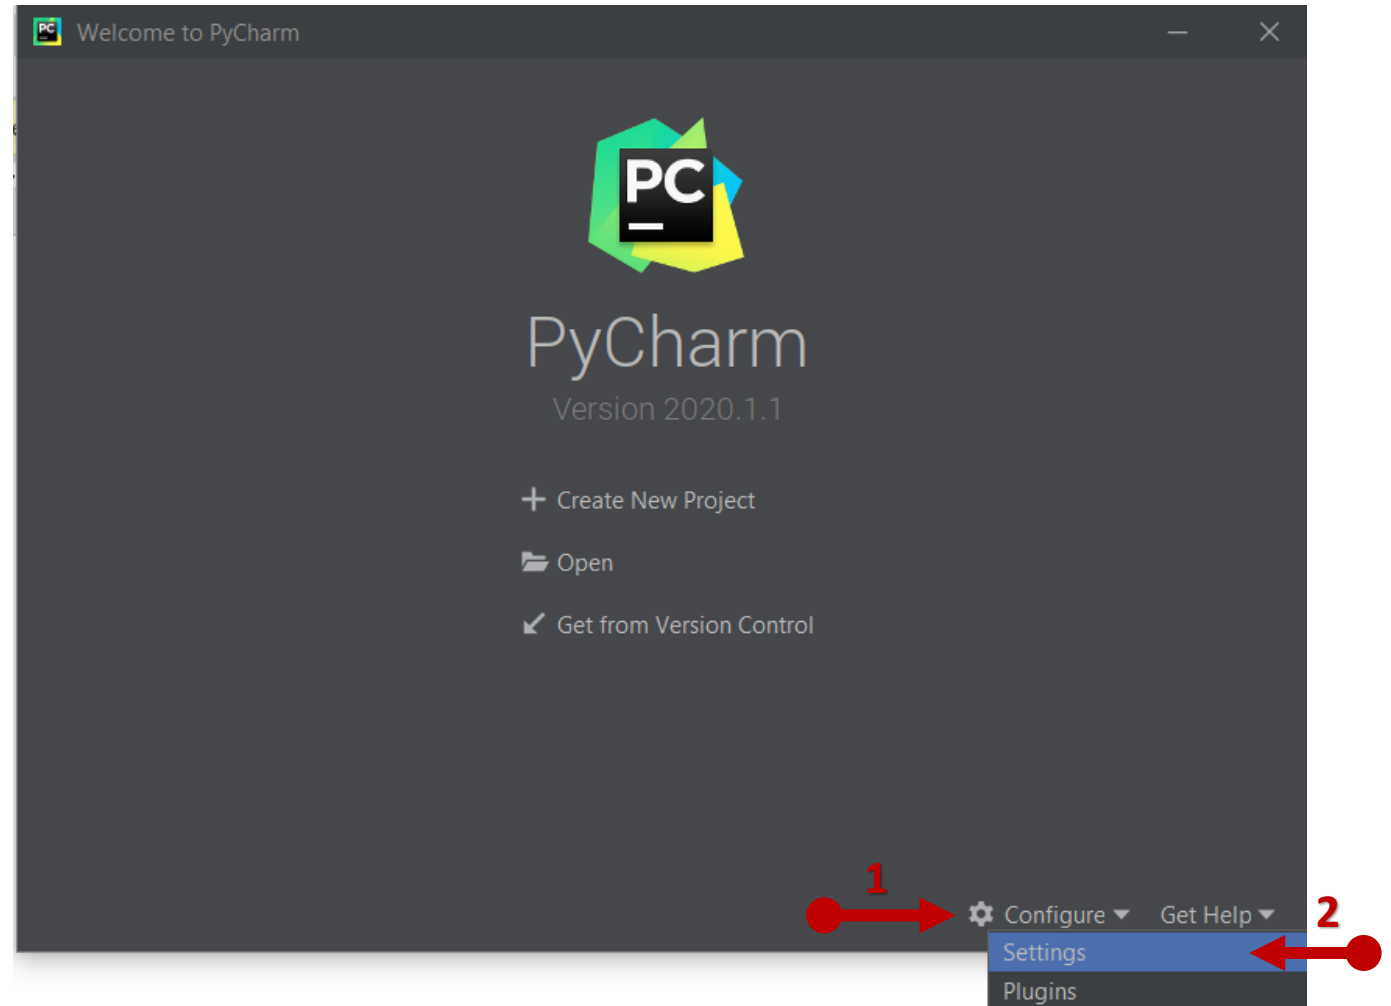 PC
Welcome to PyCharm
PC
PyCharm
Version 2020.1.1
Create New Project
Open
Get from Version Control
1
Configure
Get Help
2
Settings
Plugins